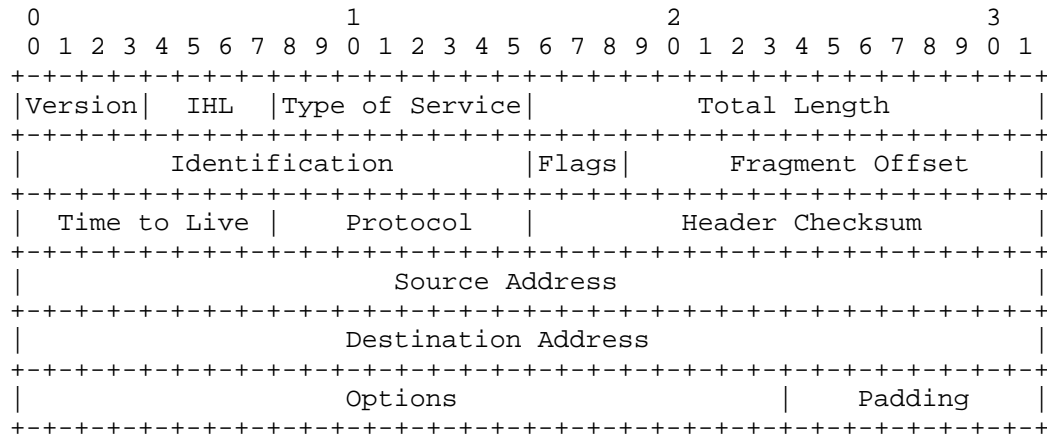 0                   1                   2                   3
 0 1 2 3 4 5 6 7 8 9 0 1 2 3 4 5 6 7 8 9 0 1 2 3 4 5 6 7 8 9 0 1
+-+-+-+-+-+-+-+-+-+-+-+-+-+-+-+-+-+-+-+-+-+-+-+-+-+-+-+-+-+-+-+-+
|Version|  IHL  |Type of Service|          Total Length         |
+-+-+-+-+-+-+-+-+-+-+-+-+-+-+-+-+-+-+-+-+-+-+-+-+-+-+-+-+-+-+-+-+
|         Identification        |Flags|      Fragment Offset    |
+-+-+-+-+-+-+-+-+-+-+-+-+-+-+-+-+-+-+-+-+-+-+-+-+-+-+-+-+-+-+-+-+
|  Time to Live |    Protocol   |         Header Checksum       |
+-+-+-+-+-+-+-+-+-+-+-+-+-+-+-+-+-+-+-+-+-+-+-+-+-+-+-+-+-+-+-+-+
|                       Source Address                          |
+-+-+-+-+-+-+-+-+-+-+-+-+-+-+-+-+-+-+-+-+-+-+-+-+-+-+-+-+-+-+-+-+
|                    Destination Address                        |
+-+-+-+-+-+-+-+-+-+-+-+-+-+-+-+-+-+-+-+-+-+-+-+-+-+-+-+-+-+-+-+-+
|                    Options                    |    Padding    |
+-+-+-+-+-+-+-+-+-+-+-+-+-+-+-+-+-+-+-+-+-+-+-+-+-+-+-+-+-+-+-+-+